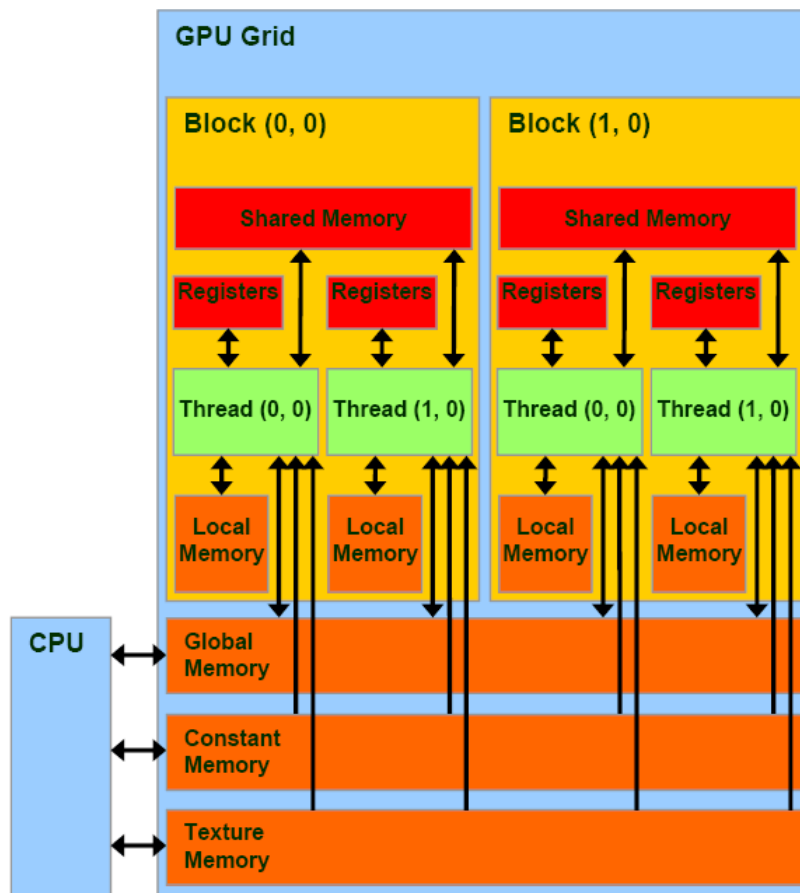 GPU Grid
Block (0, 0)
Shared Memory
Registers
Registers
Thread (0, 0)
Thread (1, 0)
Local
Memory
Local
Memory
Block (1, 0)
Shared Memory
Registers
Registers
Thread (0, 0)
Thread (1, 0)
Local
Memory
Local
Memory
CPU
Global
Memory
Constant
Memory
Texture
Memory